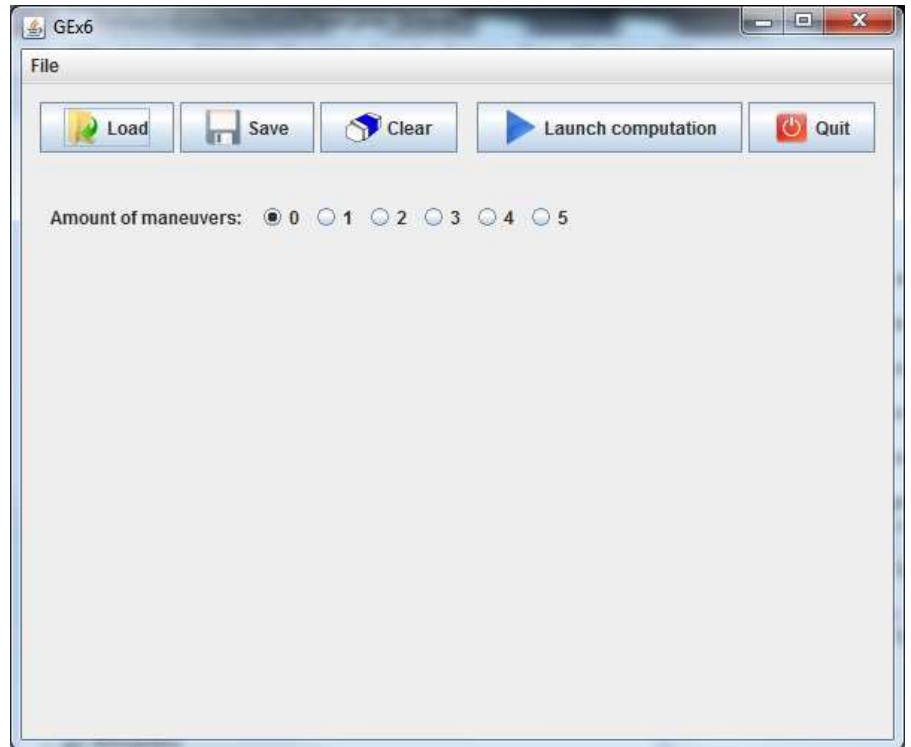 GEx6
File
Load Save Clear Launch computation Quit
Amount of maneuvers: 0 1 2 3 4 5